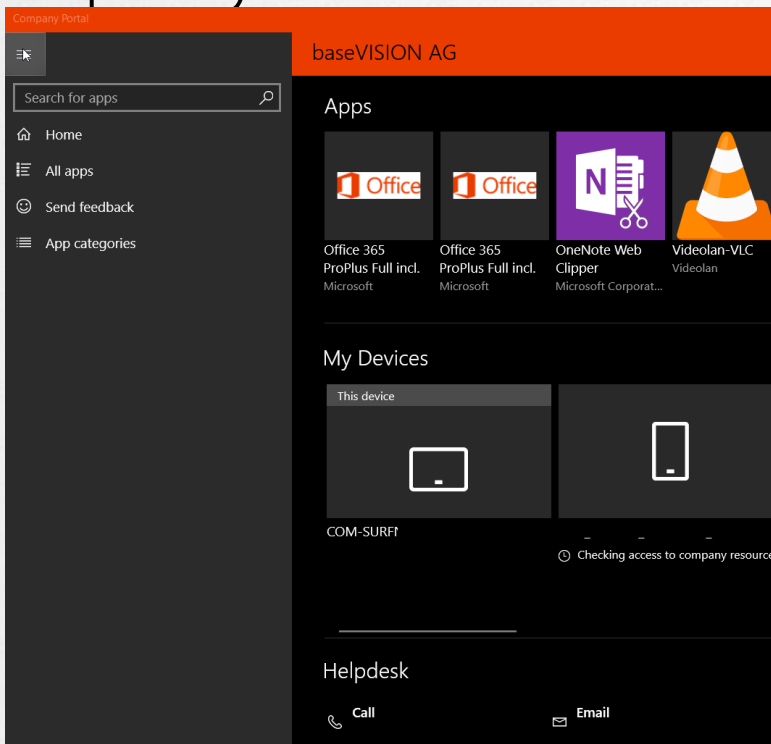 Company Portal
baseVISION AG
Search for apps
Home
All apps
Send feedback
App categories
Apps
Office
Office
N
Office 365
ProPlus Full incl.
Microsoft
Office 365
ProPlus Full incl.
Microsoft
OneNote Web
Clipper
Microsoft Corporat...
Videolan-VLC
Videolan
My Devices
This device
COM-SURF
Checking access to company resource
Helpdesk
Call
Email